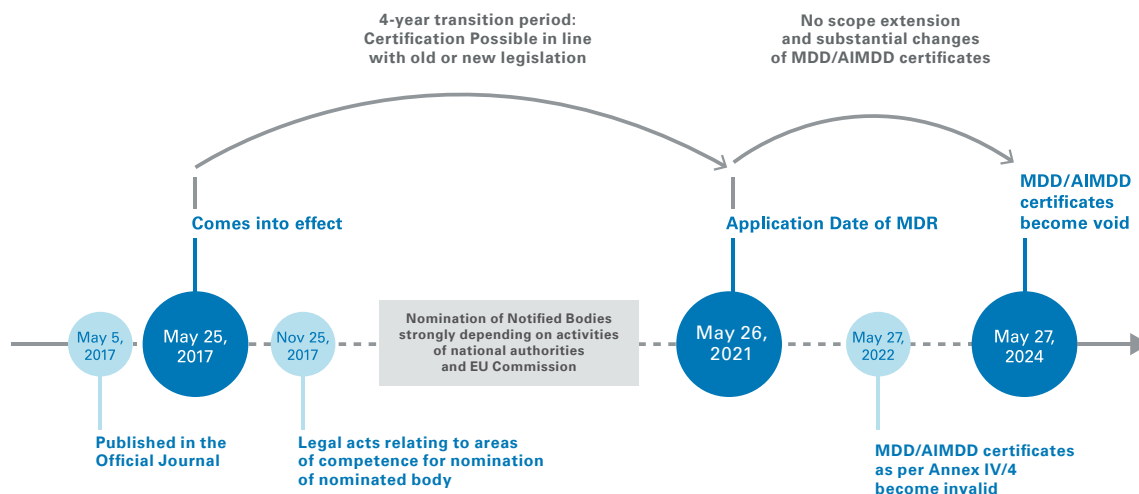 4-year transition period:
Certification Possible in line
with old or new legislation
No scope extension
and substantial changes
of MDD/AIMDD certificates
Comes into effect
Application Date of MDR
MDD/AIMDD
certificates
become void
May 5,
2017
May 25,
2017
Nov 25,
2017
Nomination of Notified Bodies
strongly depending on activities
of national authorities
and EU Commission
May 26,
2021
May 27,
2022
May 27,
2024
Published in the
Official Journal
Legal acts relating to areas
of competence for nomination
of nominated body
MDD/AIMDD certificates
as per Annex IV/4
become invalid